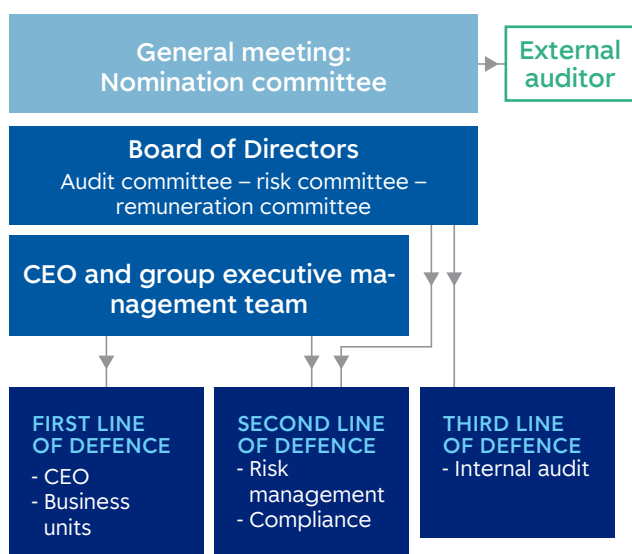 General meeting:
Nomination committee
External
auditor
Board of Directors
Audit committee – risk committee –
remuneration committee
CEO and group executive ma-
nagement team
FIRST LINE
OF DEFENCE
- CEO
- Business
units
SECOND LINE
OF DEFENCE
- Risk
management
- Compliance
THIRD LINE
OF DEFENCE
- Internal audit